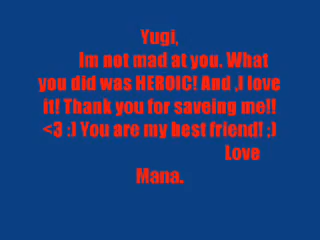 Yugi,
Im not mad at you. What
you did was HEROIC! And ,I love
it! Thank you for saveing me!!
<3 :] You are my best friend! ;)
Love
Mana.